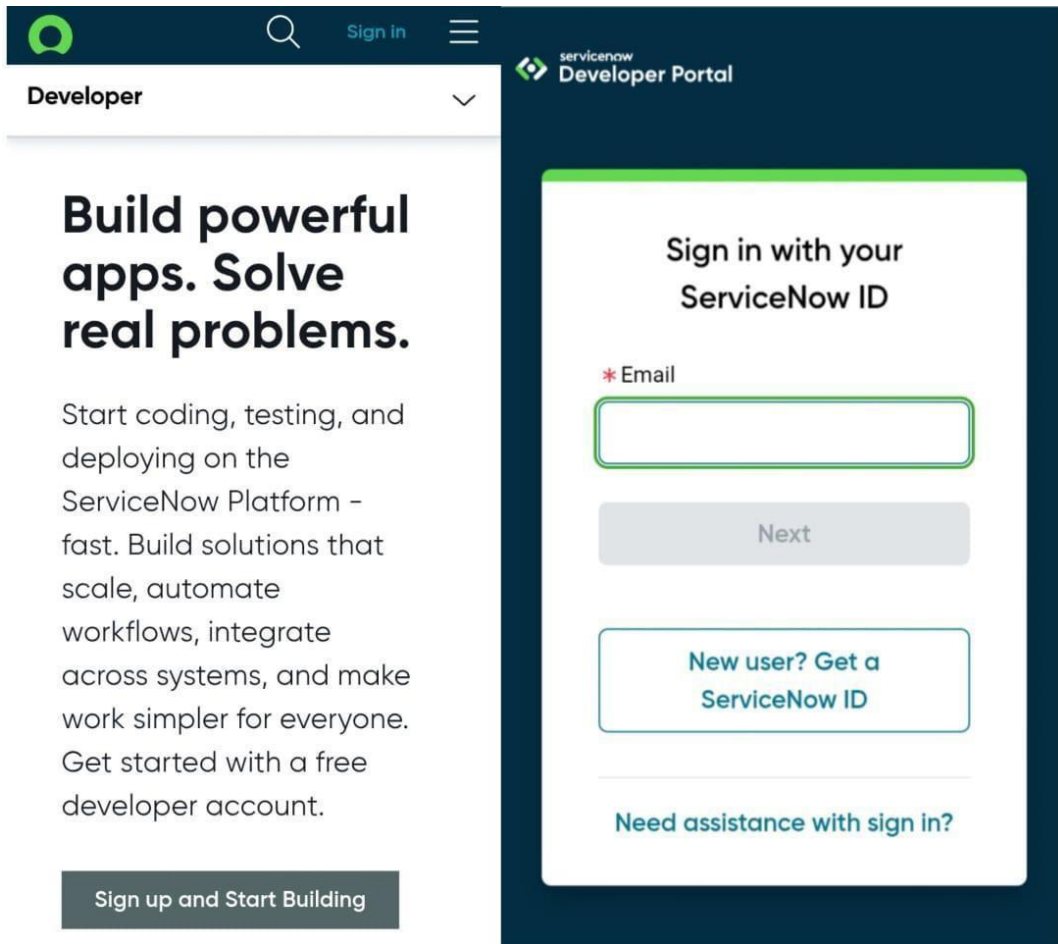 Sign in
Developer
Build powerful
apps. Solve
real problems.
Start coding, testing, and
deploying on the
ServiceNow Platform -
fast. Build solutions that
scale, automate
workflows, integrate
across systems, and make
work simpler for everyone.
Get started with a free
developer account.
Sign up and Start Building
servicenow
Developer Portal
Sign in with your
ServiceNow ID
* Email
Next
New user? Get a
ServiceNow ID
Need assistance with sign in?